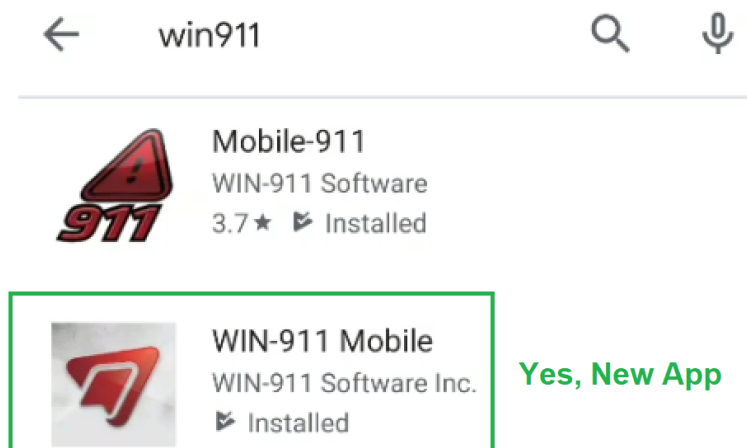 win911
Mobile-911
WIN-911 Software
911
3.7★ Installed
WIN-911 Mobile
WIN-911 Software Inc.
Yes, New App
Installed